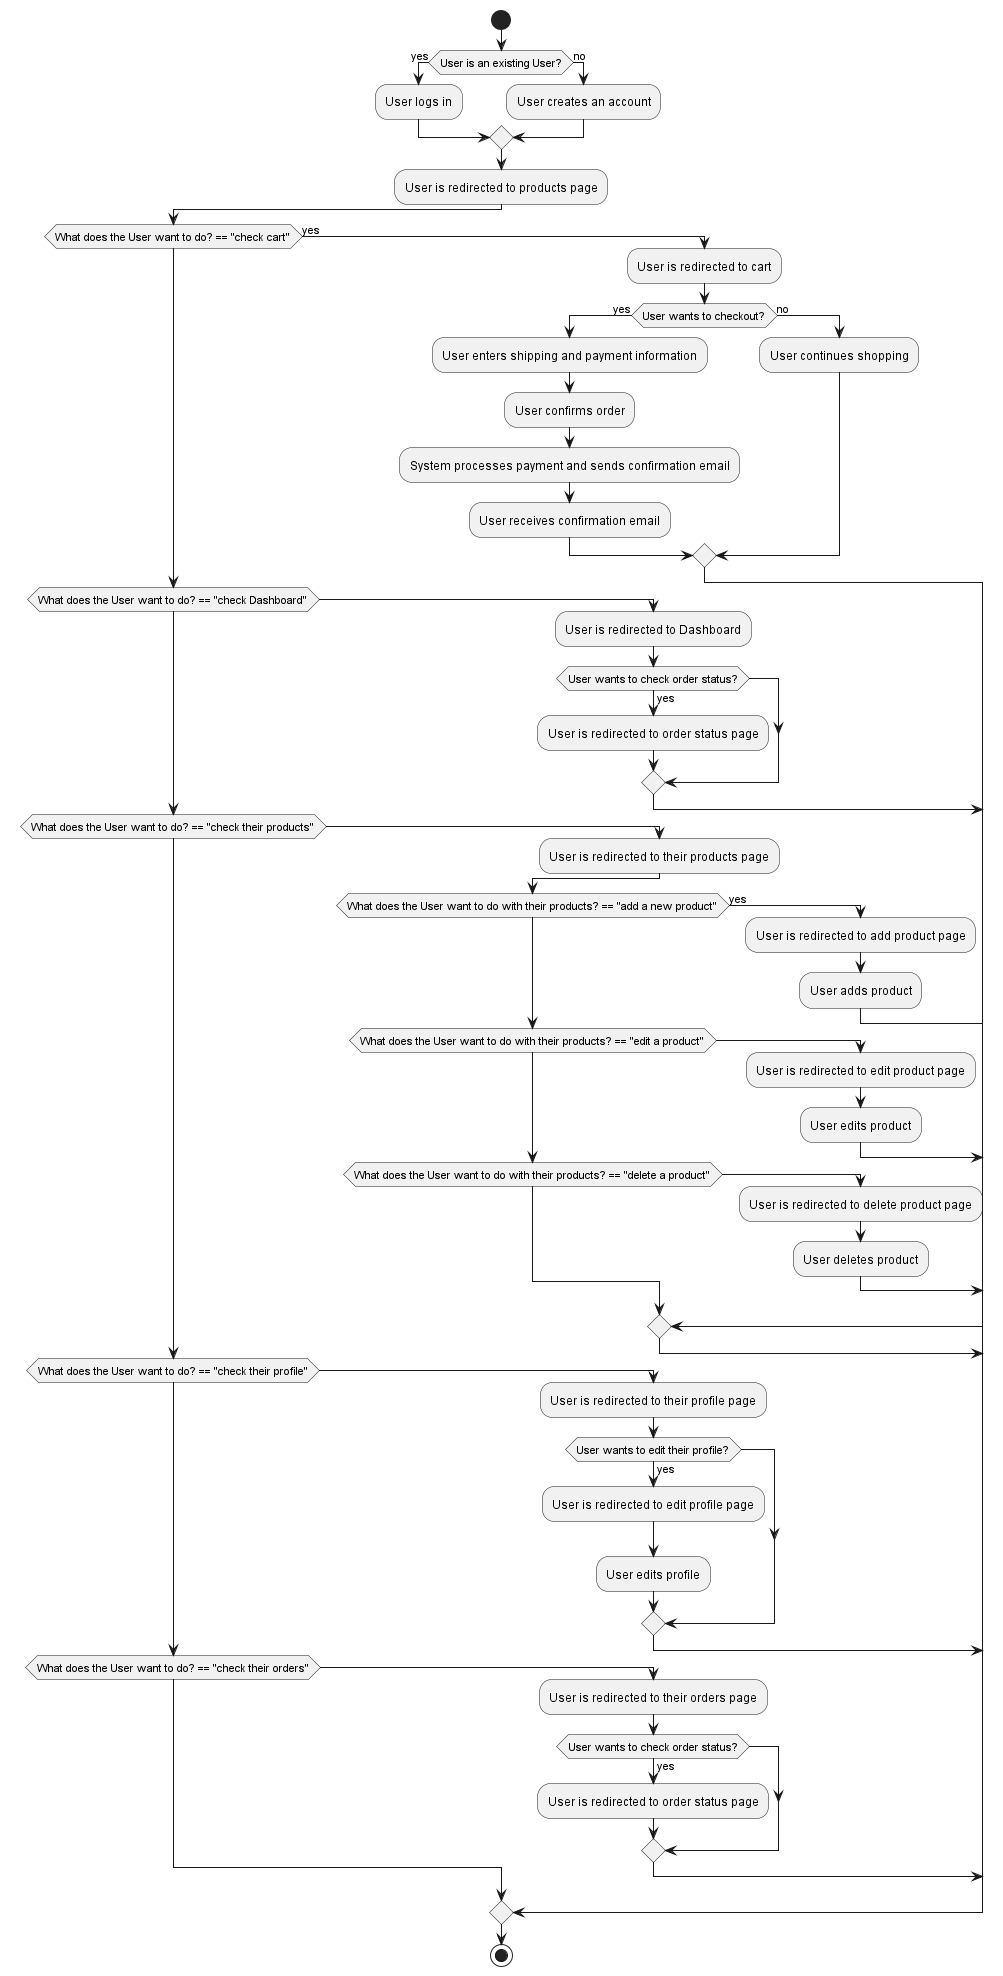 User is an existing User?
yes
no
User logs in
User creates an account
User is redirected to products page
What does the User want to do? == "check cart"
yes
User is redirected to cart
User wants to checkout?
yes
no
User enters shipping and payment information
User continues shopping
User confirms order
System processes payment and sends confirmation email
User receives confirmation email
What does the User want to do? == "check Dashboard"
User is redirected to Dashboard
User wants to check order status?
yes
User is redirected to order status page
What does the User want to do? == "check their products"
User is redirected to their products page
What does the User want to do with their products? == "add a new product"
yes
User is redirected to add product page
User adds product
What does the User want to do with their products? == "edit a product"
User is redirected to edit product page
User edits product
What does the User want to do with their products? == "delete a product"
User is redirected to delete product page
User deletes product
What does the User want to do? == "check their profile"
User is redirected to their profile page
User wants to edit their profile?
yes
User is redirected to edit profile page
User edits profile
What does the User want to do? == "check their orders"
User is redirected to their orders page
User wants to check order status?
yes
User is redirected to order status page